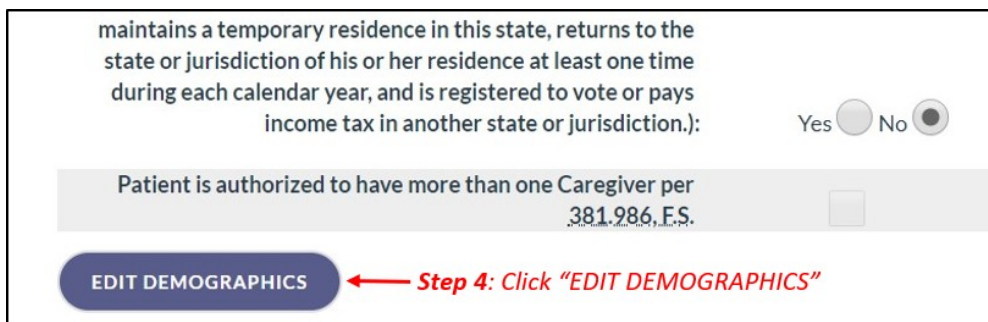 maintains a temporary residence in this state, returns to the
state or jurisdiction of his or her residence at least one time
during each calendar year, and is registered to vote or pays
income tax in another state or jurisdiction.): Yes No
Patient is authorized to have more than one Caregiver per
381.986, F.S.
EDIT DEMOGRAPHICS Step 4: Click “EDIT DEMOGRAPHICS”